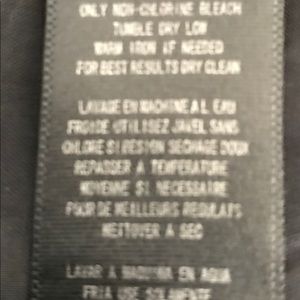 ONLY NON-CHLORINE BLEACH
TUMBLE DRY LOW
WARM IRON IF NEEDED
FOR BEST RESULTS DRY CLEAN
LAVAGE EN MACHINE A L EAU
FROIDE UTILISEZ JAVEL SANS
CHLORE SI BESOIN SECHAGE DOUX
REPASSER A TEMPERATURE
MOYENNE SI NECESSAIRE
POUR DE MEILLEURS RESULTATS
NETTOYER A SEC
LAVAR A MAQUINA EN AGUA
FRIA USE SOLAMENTE